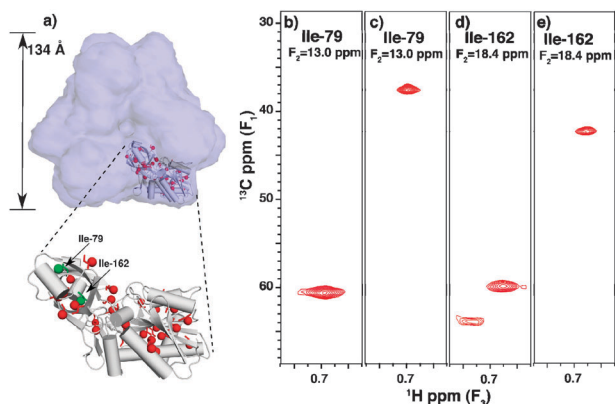 a)
134 Å
Ile-79
Ile-162
b)
Ile-79
F₂=13.0 ppm
c)
Ile-79
F₂=13.0 ppm
d)
Ile-162
F₂=18.4 ppm
e)
Ile-162
F₂=18.4 ppm
30
40
50
60
¹³C ppm (F₁)
0.7
0.7
0.7
0.7
¹H ppm (F₃)